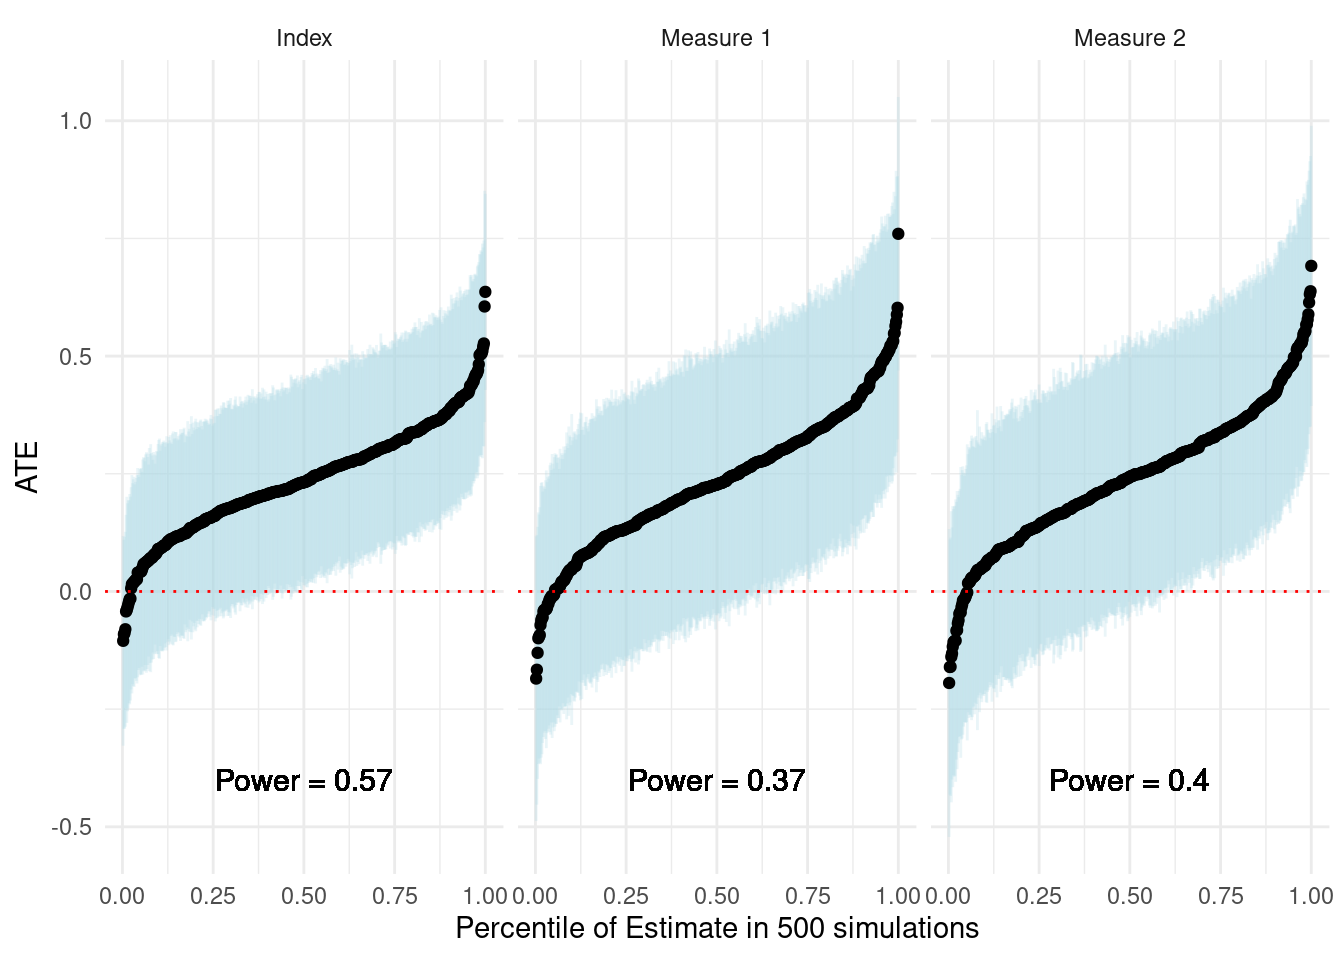 Index Measure 1 Measure 2
1.0
0.5
0.0
-0.5
ATE
Power = 0.57 Power = 0.37 Power = 0.4
0.00 0.25 0.50 0.75 1.00 0.00 0.25 0.50 0.75 1.00 0.00 0.25 0.50 0.75 1.00
Percentile of Estimate in 500 simulations